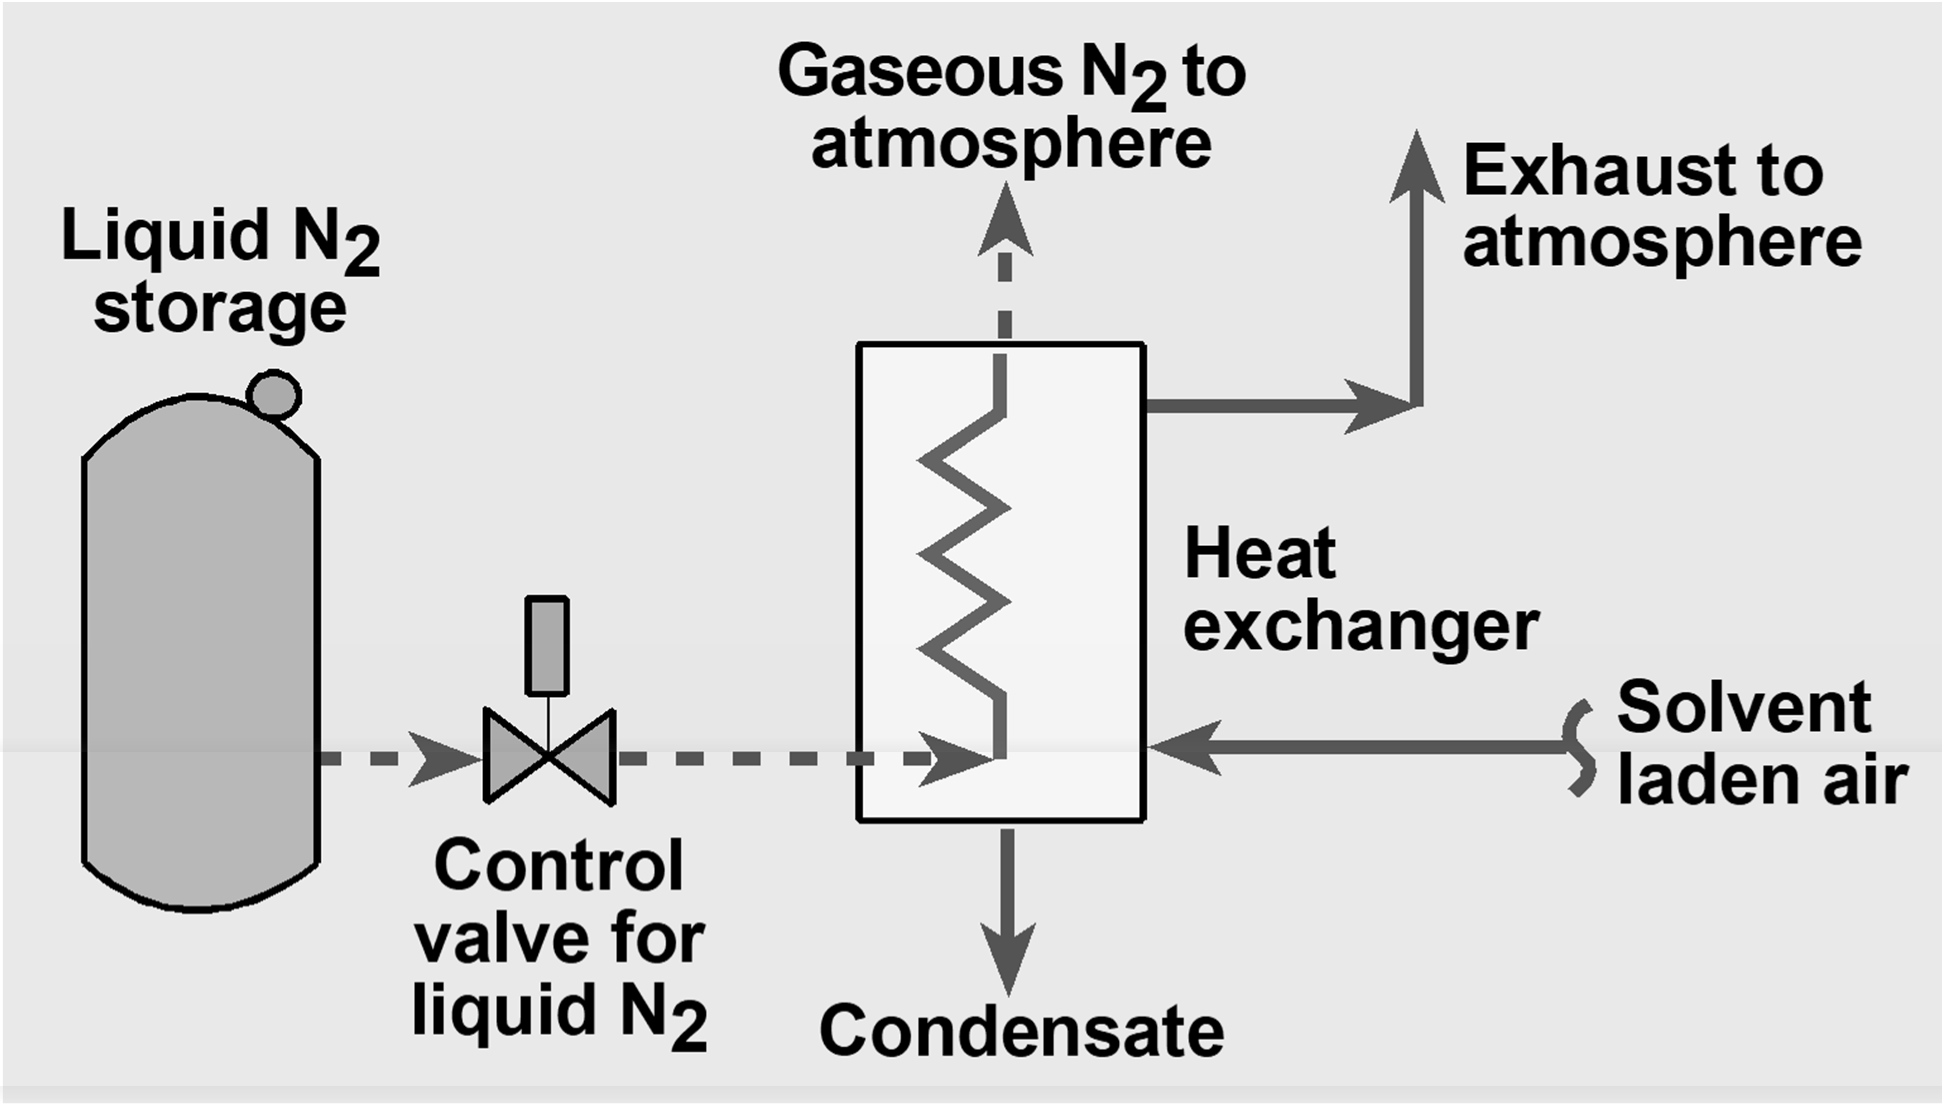 Gaseous N2 to
atmosphere
Exhaust to
atmosphere
Liquid N2
storage
Heat
exchanger
Solvent
laden air
Control
valve for
liquid N2
Condensate